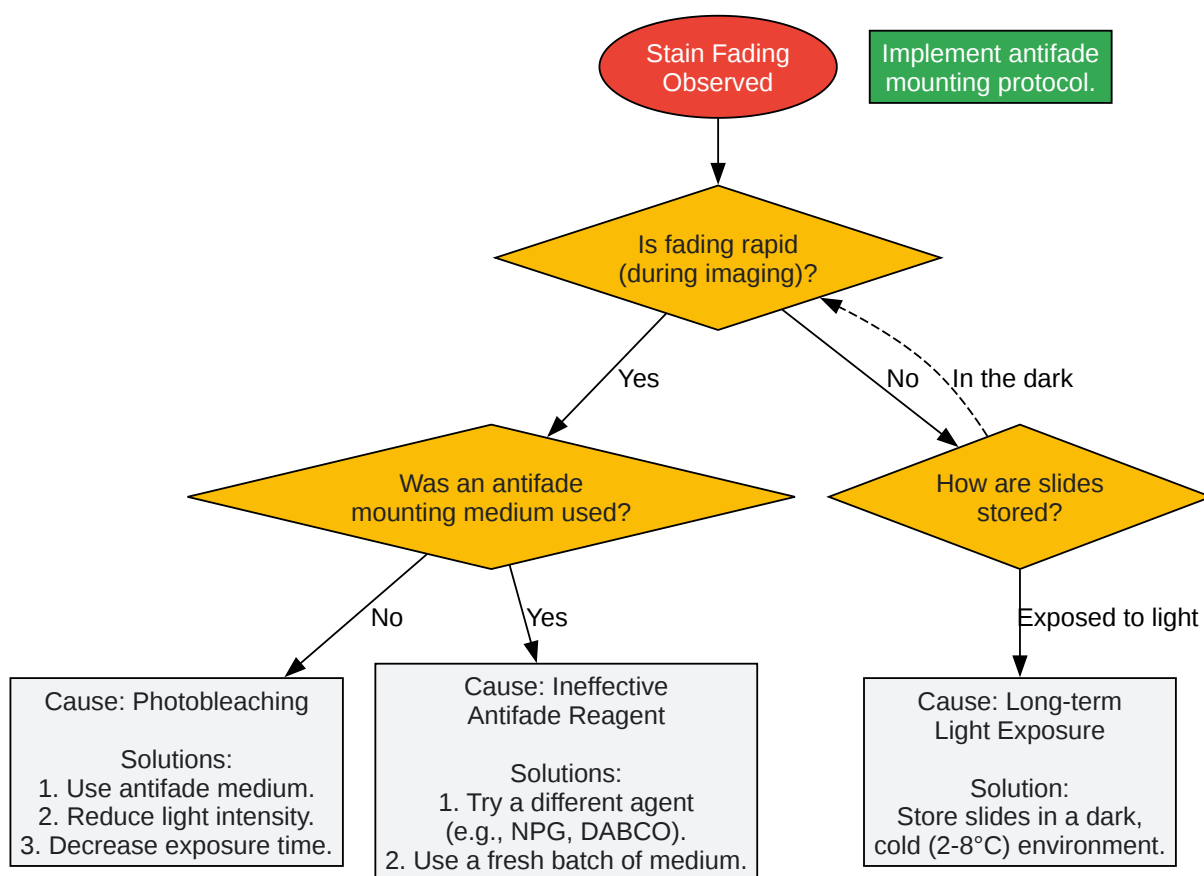 Stain Fading
Observed
Implement antifade
mounting protocol.
Is fading rapid
(during imaging)?
Yes
No
In the dark
Was an antifade
mounting medium used?
How are slides
stored?
No
Yes
Exposed to light
Cause: Photobleaching
Solutions:
1. Use antifade medium.
2. Reduce light intensity.
3. Decrease exposure time.
Cause: Ineffective
Antifade Reagent
Solutions:
1. Try a different agent
(e.g., NPG, DABCO).
2. Use a fresh batch of medium.
Cause: Long-term
Light Exposure
Solution:
Store slides in a dark,
cold (2-8°C) environment.